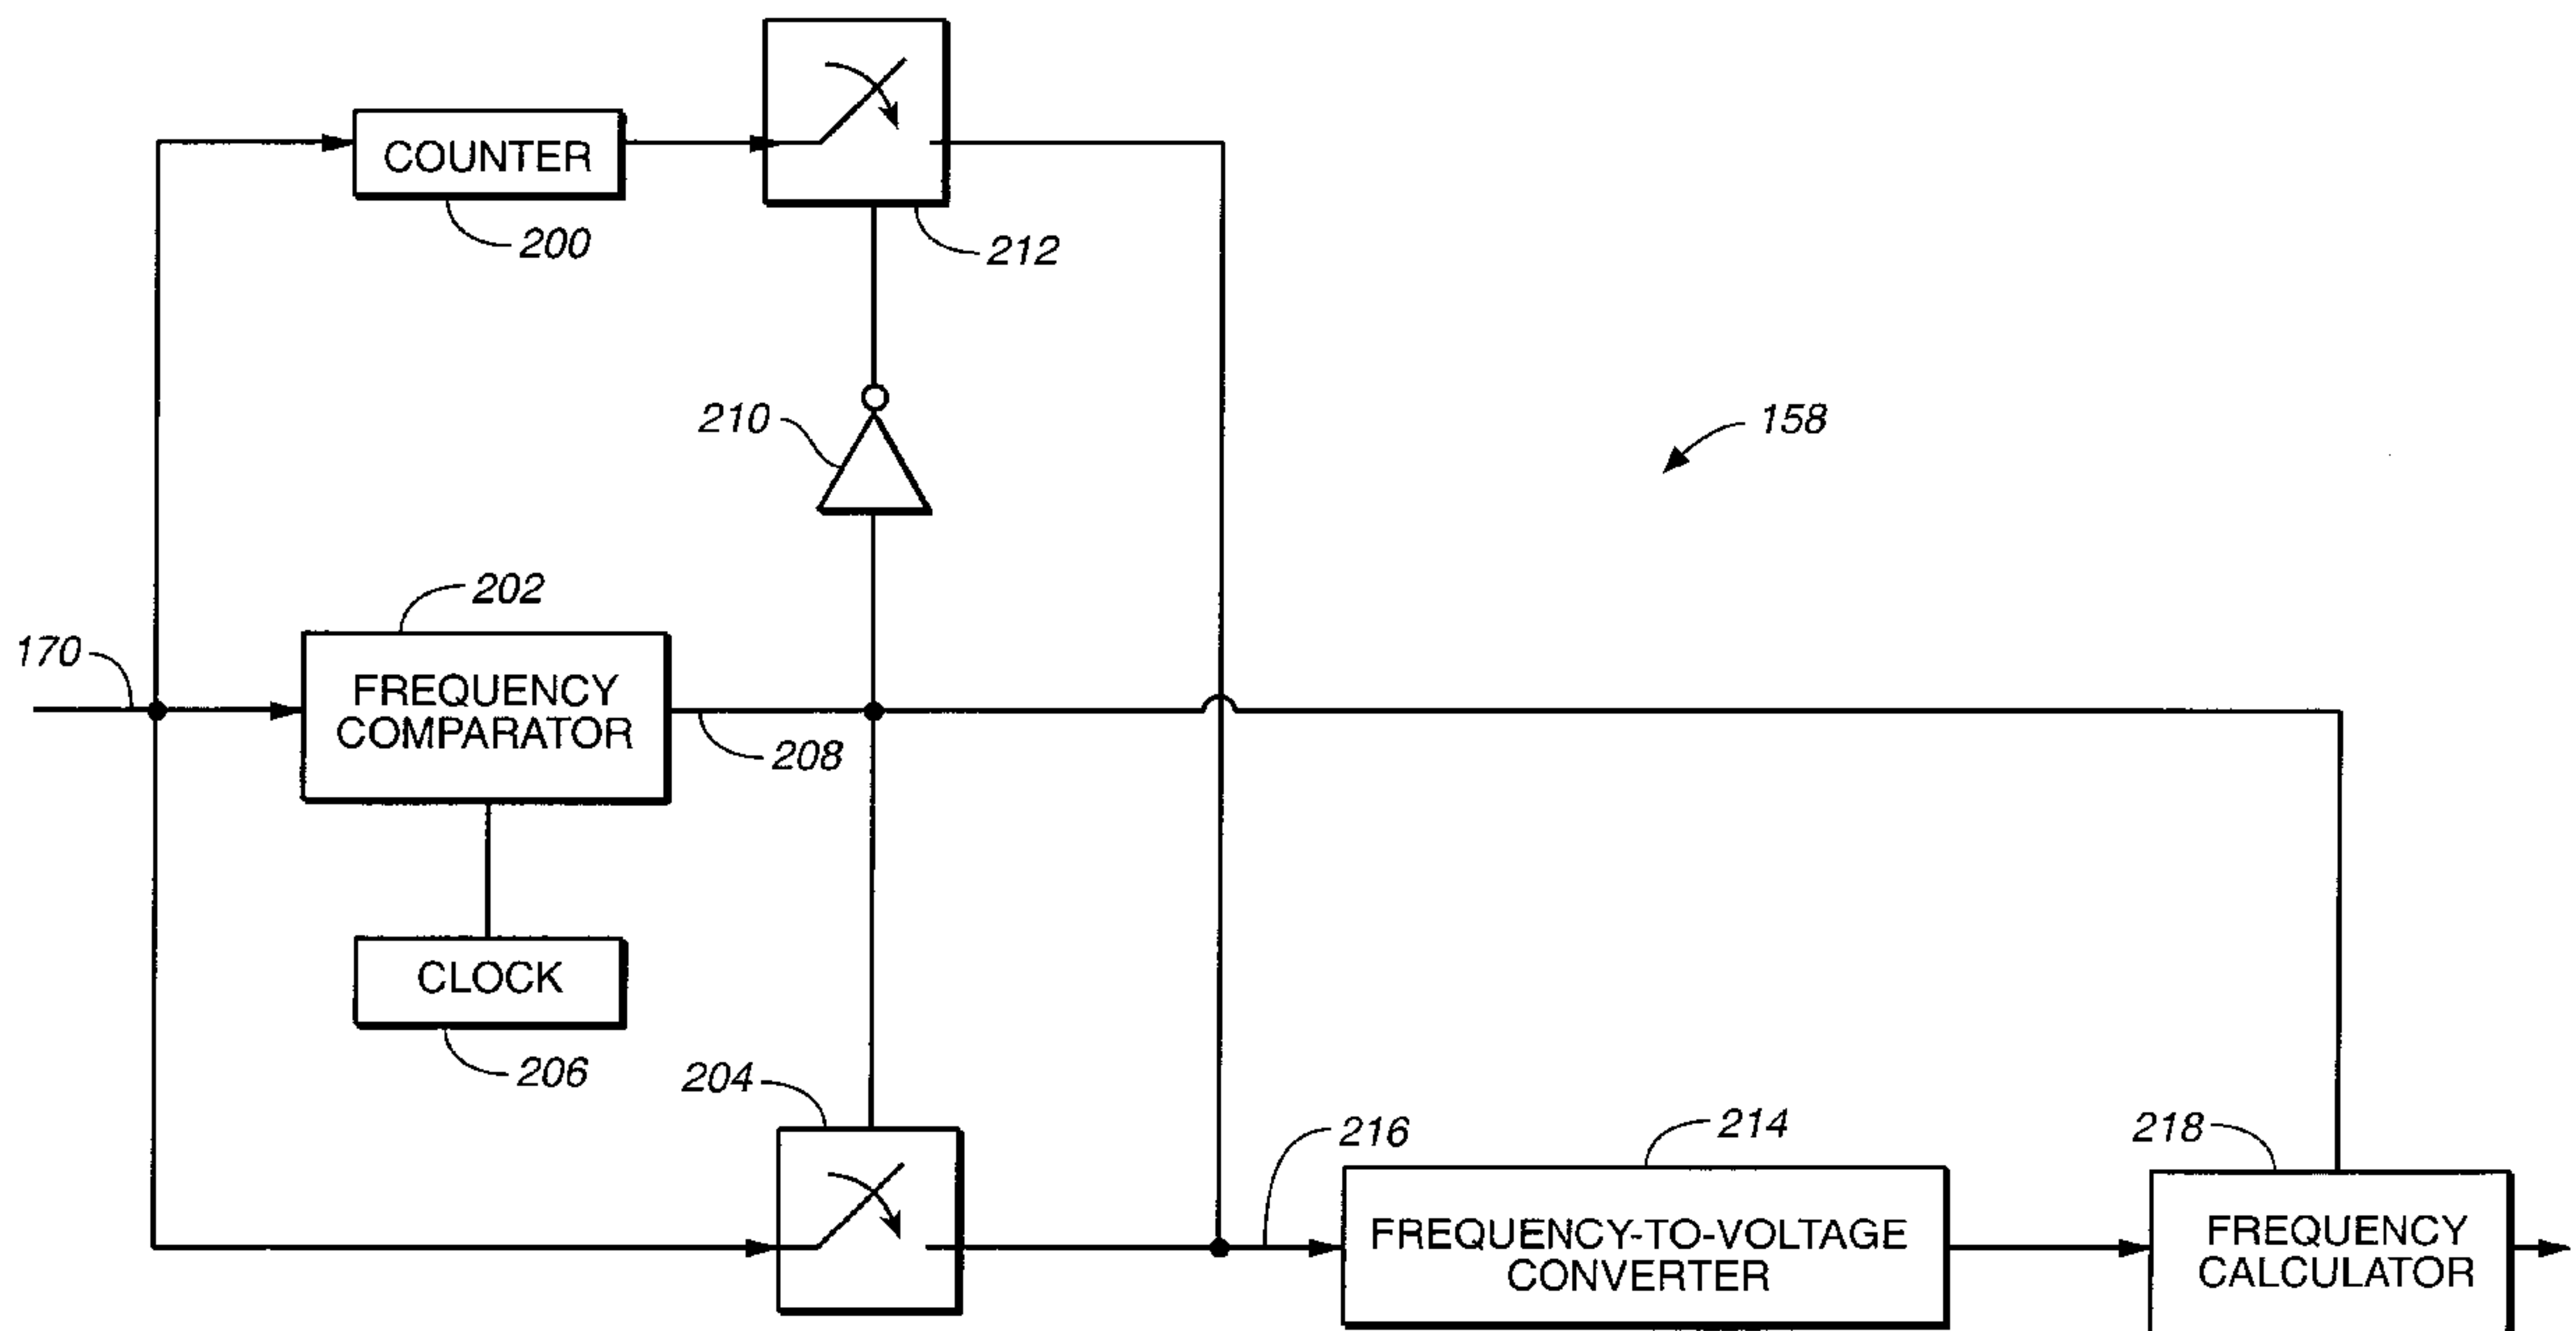 COUNTER
200
212
210
158
202
170
FREQUENCY
COMPARATOR
208
CLOCK
206
204
216
214
218
FREQUENCY-TO-VOLTAGE
CONVERTER
FREQUENCY
CALCULATOR